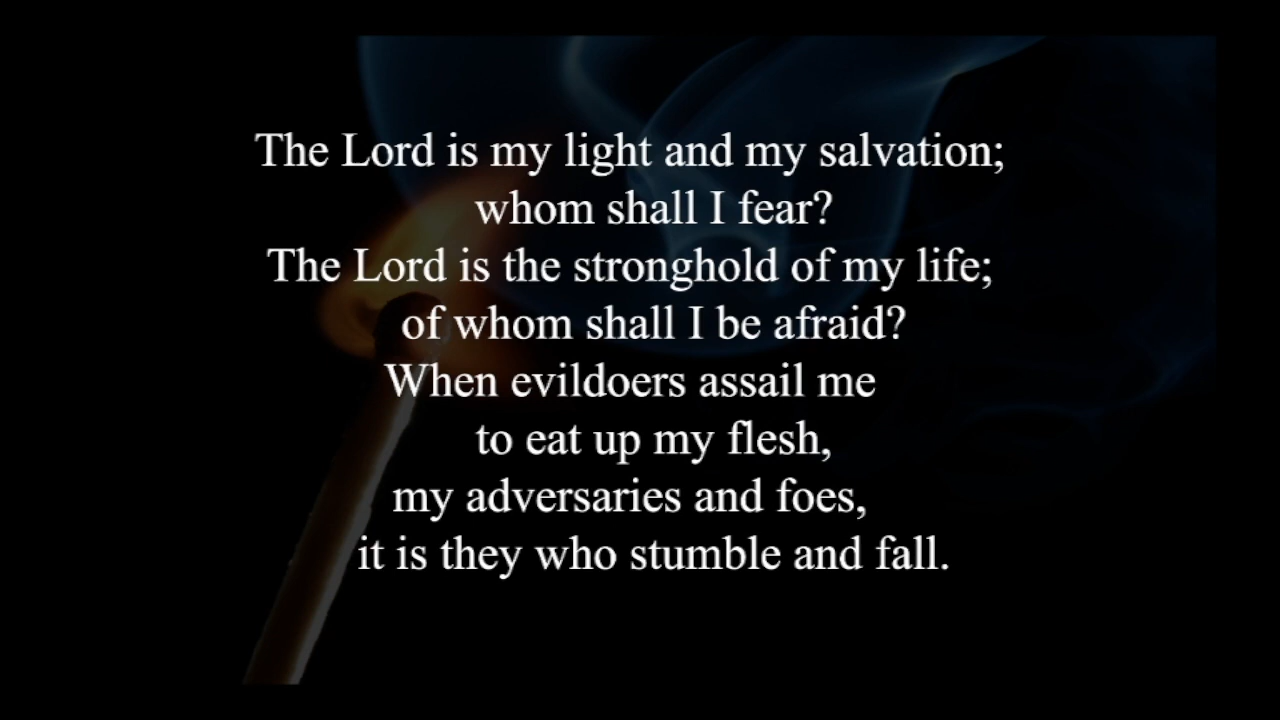 The Lord is my light and my salvation;
whom shall I fear?
The Lord is the stronghold of my life;
of whom shall I be afraid?
When evildoers assail me
to eat up my flesh,
my adversaries and foes,
it is they who stumble and fall.